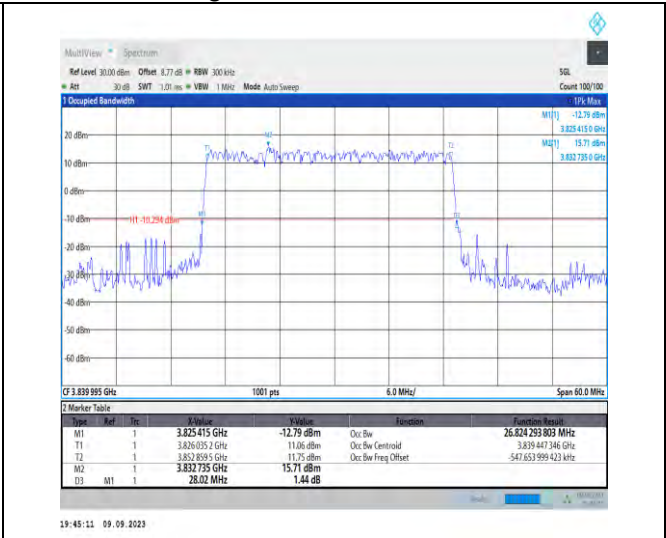 MultiView Spectrum
Ref Level 30.00 dBm Offset 8.77 dB RBW 300 kHz SGL
Att 30 dB SWT 1.01 ms VBW 1 MHz Mode Auto Sweep Count 100/100
1 Occupied Bandwidth 1Pk Max
M1[1] -12.79 dBm
3.825 415 0 GHz
M2[1] 15.71 dBm
3.832 735 0 GHz
20 dBm
M2
T1 T2
10 dBm
0 dBm
M1 D3
-10 dBm H1 -10.294 dBm
-20 dBm
-30 dBm
-40 dBm
-50 dBm
-60 dBm
CF 3.839 995 GHz 1001 pts 6.0 MHz/ Span 60.0 MHz
2 Marker Table
Type Ref Trc X-Value Y-Value Function Function Result
M1 1 3.825 415 GHz -12.79 dBm Occ Bw 26.824 293 803 MHz
T1 1 3.826 035 2 GHz 11.06 dBm Occ Bw Centroid 3.839 447 346 GHz
T2 1 3.852 859 5 GHz 11.75 dBm Occ Bw Freq Offset -547.653 999 423 kHz
M2 1 3.832 735 GHz 15.71 dBm
D3 M1 1 28.02 MHz 1.44 dB
19:45:11 09.09.2023